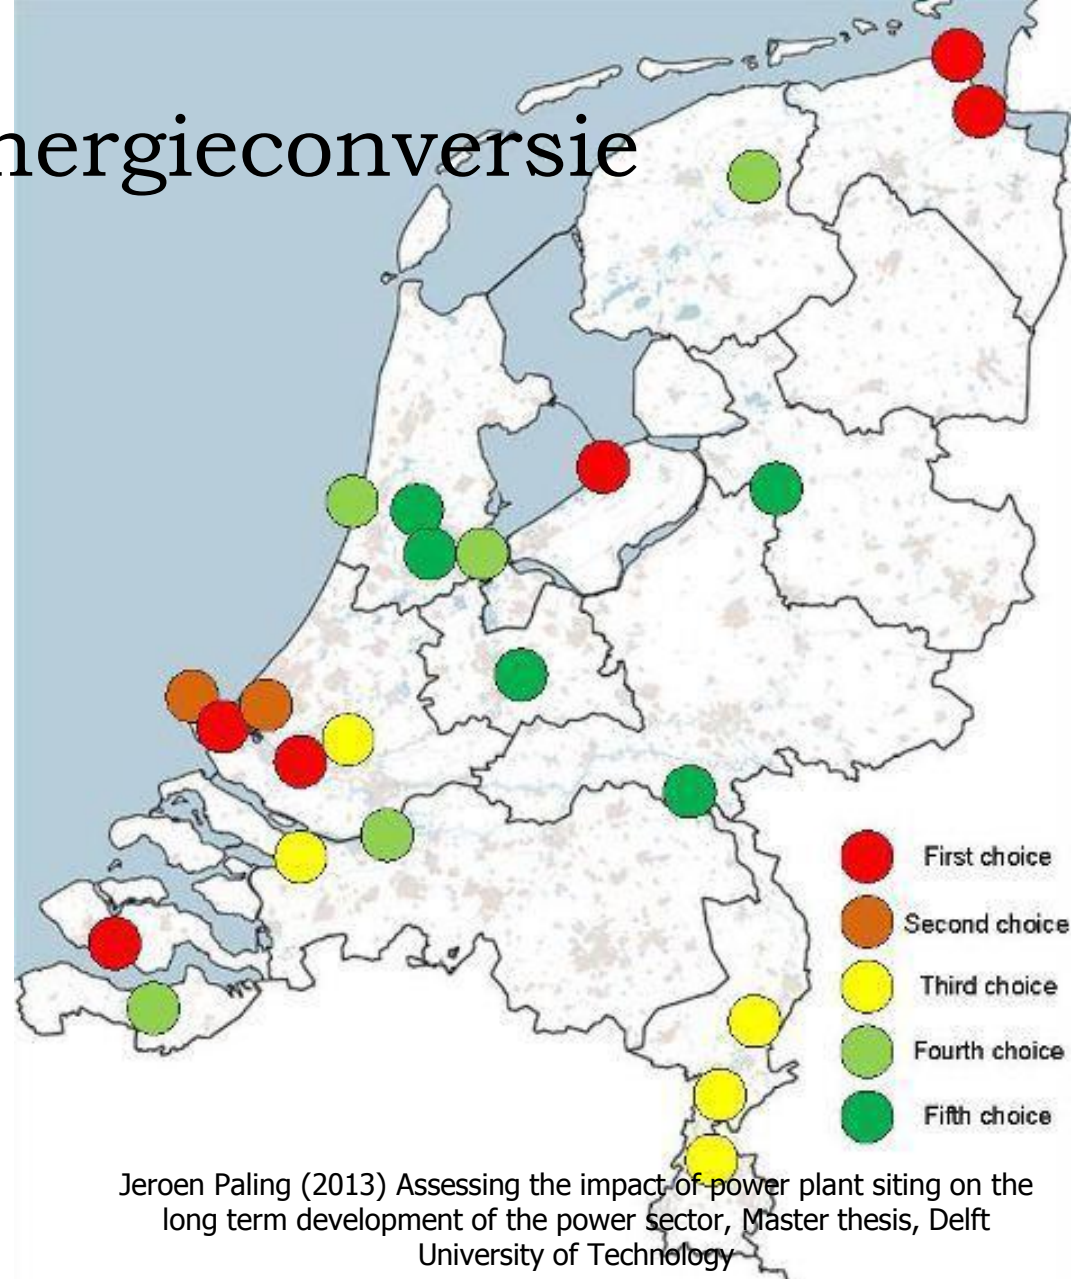 nergieconversie
First choice
Second choice
Third choice
Fourth choice
Fifth choice
Jeroen Paling (2013) Assessing the impact of power plant siting on the
long term development of the power sector, Master thesis, Delft
University of Technology